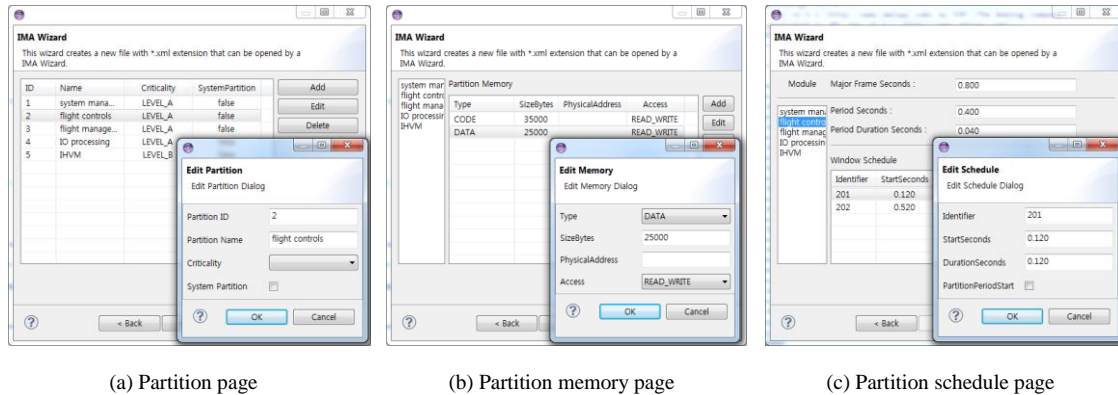 IMA Wizard
This wizard creates a new file with *.xml extension that can be opened by a
IMA Wizard.
ID Name Criticality SystemPartition
1 system mana... LEVEL_A false
2 flight controls LEVEL_A false
3 flight manage... LEVEL_A false
4 IO processing LEVEL_A
5 IHVM LEVEL_B
Add
Edit
Delete
Edit Partition
Edit Partition Dialog
Partition ID 2
Partition Name flight controls
Criticality
System Partition
? OK Cancel
? < Back
IMA Wizard
This wizard creates a new file with *.xml extension that can be opened by a
IMA Wizard.
system mar
flight contro
flight mana
IO processir
IHVM
Partition Memory
Type SizeBytes PhysicalAddress Access
CODE 35000 READ_WRITE
DATA 25000 READ_WRITE
Add
Edit
Edit Memory
Edit Memory Dialog
Type DATA
SizeBytes 25000
PhysicalAddress
Access READ_WRITE
? OK Cancel
? < Back
IMA Wizard
This wizard creates a new file with *.xml extension that can be opened by a
IMA Wizard.
Module Major Frame Seconds : 0.800
system mana
flight contro
flight manag
IO processin
IHVM
Period Seconds : 0.400
Period Duration Seconds : 0.040
Window Schedule
Identifier StartSeconds
201 0.120
202 0.520
Edit Schedule
Edit Schedule Dialog
Identifier 201
StartSeconds 0.120
DurationSeconds 0.120
PartitionPeriodStart
? OK Cancel
? < Back
(a) Partition page
(b) Partition memory page
(c) Partition schedule page